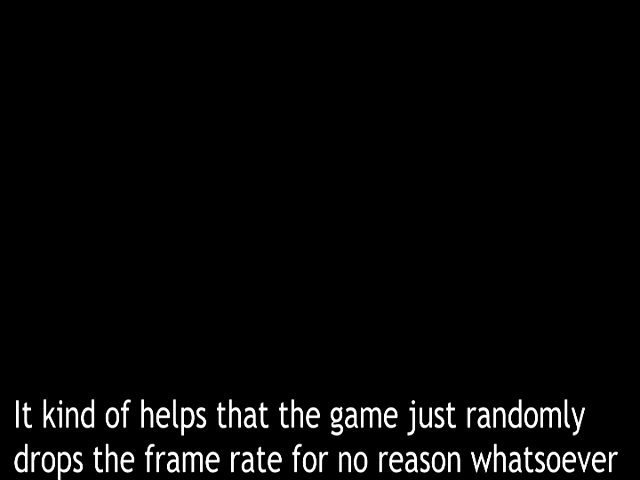 It kind of helps that the game just randomly
drops the frame rate for no reason whatsoever